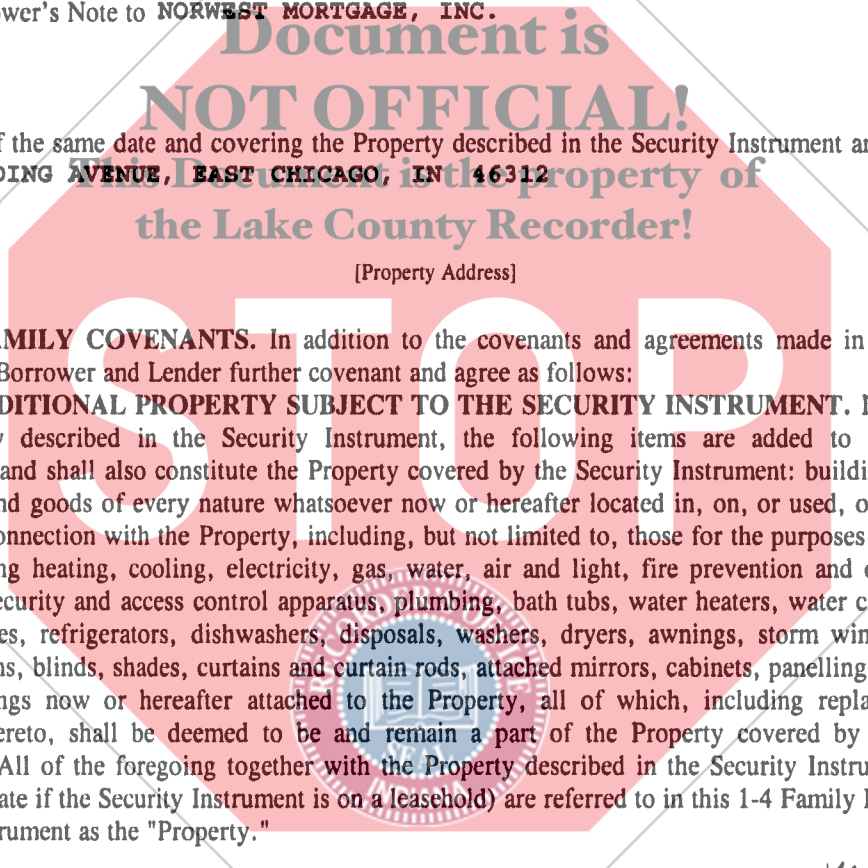 ower's Note to NORWEST MORTGAGE, INC.
Document is
NOT OFFICIAL!
f the same date and covering the Property described in the Security Instrument a
DING AVENUE, EAST CHICAGO, IN 46312
This Document is the property of
the Lake County Recorder!
[Property Address]
STOP
AMILY COVENANTS. In addition to the covenants and agreements made in
Borrower and Lender further covenant and agree as follows:
DITIONAL PROPERTY SUBJECT TO THE SECURITY INSTRUMENT. I
y described in the Security Instrument, the following items are added to
and shall also constitute the Property covered by the Security Instrument: buildi
nd goods of every nature whatsoever now or hereafter located in, on, or used, o
onnection with the Property, including, but not limited to, those for the purposes
ng heating, cooling, electricity, gas, water, air and light, fire prevention and e
ecurity and access control apparatus, plumbing, bath tubs, water heaters, water c
es, refrigerators, dishwashers, disposals, washers, dryers, awnings, storm win
ns, blinds, shades, curtains and curtain rods, attached mirrors, cabinets, panelling
ngs now or hereafter attached to the Property, all of which, including repla
ereto, shall be deemed to be and remain a part of the Property covered by
All of the foregoing together with the Property described in the Security Instru
ate if the Security Instrument is on a leasehold) are referred to in this 1-4 Family
rument as the "Property."
SEAL
INDIANA